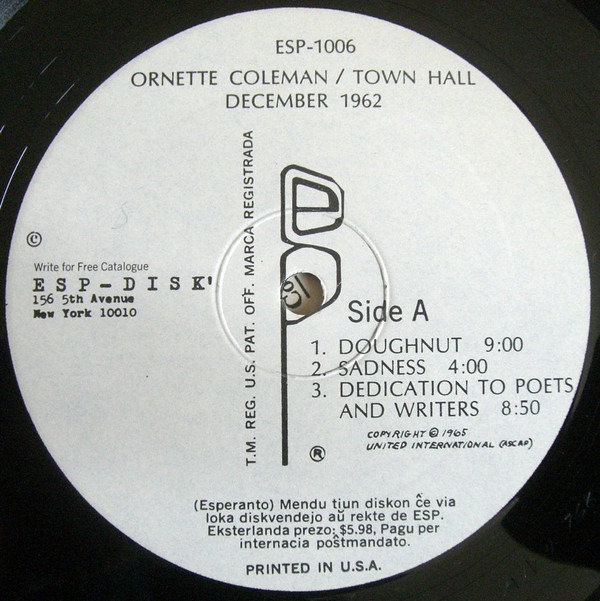 ESP-1006
ORNETTE COLEMAN / TOWN HALL
DECEMBER 1962
T.M. REG. U.S. PAT. OFF. MARCA REGISTRADA
©
Write for Free Catalogue
ESP-DISK'
156 5th Avenue
New York 10010
Side A
1. DOUGHNUT 9:00
2. SADNESS 4:00
3. DEDICATION TO POETS
AND WRITERS 8:50
COPYRIGHT © 1965
UNITED INTERNATIONAL (ASCAP)
®
(Esperanto) Mendu tiun diskon ĉe via
loka diskvendejo aŭ rekte de ESP.
Eksterlanda prezo: $5.98, Pagu per
internacia poŝtmandato.
PRINTED IN U.S.A.